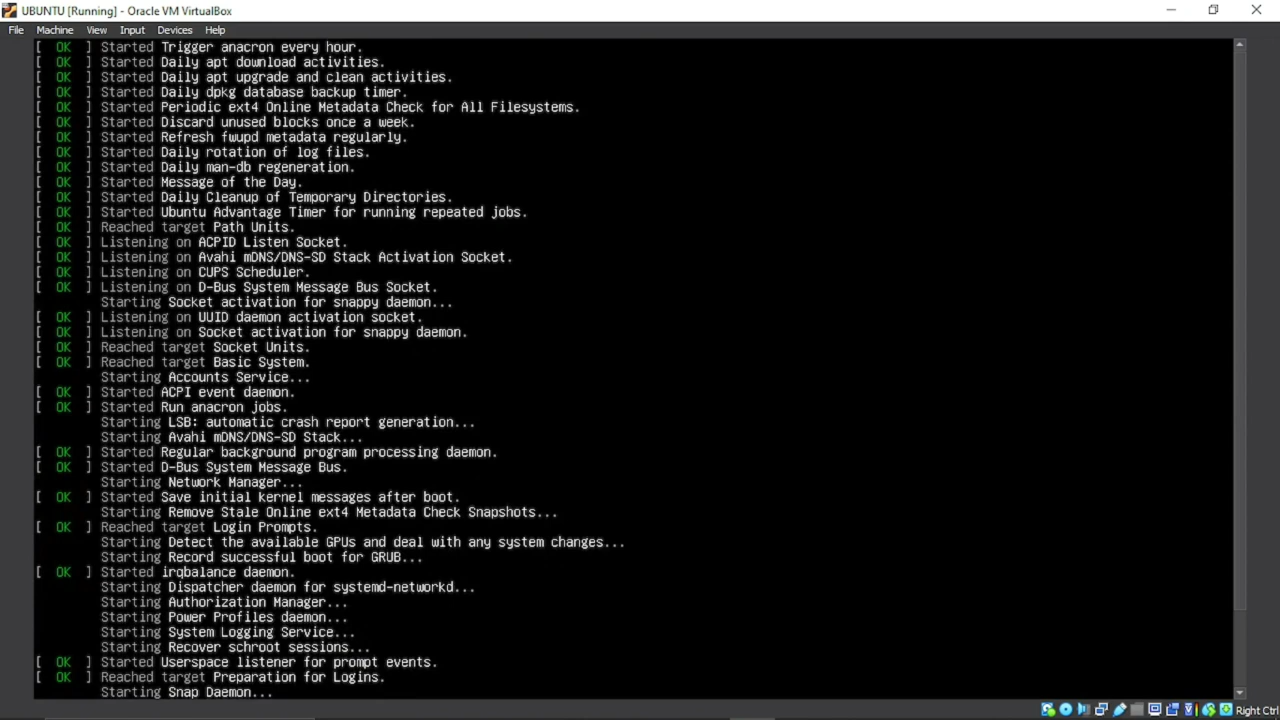 UBUNTU [Running] - Oracle VM VirtualBox
File Machine View Input Devices Help
[ OK ] Started Trigger anacron every hour.
[ OK ] Started Daily apt download activities.
[ OK ] Started Daily apt upgrade and clean activities.
[ OK ] Started Daily dpkg database backup timer.
[ OK ] Started Periodic ext4 Online Metadata Check for All Filesystems.
[ OK ] Started Discard unused blocks once a week.
[ OK ] Started Refresh fwupd metadata regularly.
[ OK ] Started Daily rotation of log files.
[ OK ] Started Daily man-db regeneration.
[ OK ] Started Message of the Day.
[ OK ] Started Daily Cleanup of Temporary Directories.
[ OK ] Started Ubuntu Advantage Timer for running repeated jobs.
[ OK ] Reached target Path Units.
[ OK ] Listening on ACPID Listen Socket.
[ OK ] Listening on Avahi mDNS/DNS-SD Stack Activation Socket.
[ OK ] Listening on CUPS Scheduler.
[ OK ] Listening on D-Bus System Message Bus Socket.
Starting Socket activation for snappy daemon...
[ OK ] Listening on UUID daemon activation socket.
[ OK ] Listening on Socket activation for snappy daemon.
[ OK ] Reached target Socket Units.
[ OK ] Reached target Basic System.
Starting Accounts Service...
[ OK ] Started ACPI event daemon.
[ OK ] Started Run anacron jobs.
Starting LSB: automatic crash report generation...
Starting Avahi mDNS/DNS-SD Stack...
[ OK ] Started Regular background program processing daemon.
[ OK ] Started D-Bus System Message Bus.
Starting Network Manager...
[ OK ] Started Save initial kernel messages after boot.
Starting Remove Stale Online ext4 Metadata Check Snapshots...
[ OK ] Reached target Login Prompts.
Starting Detect the available GPUs and deal with any system changes...
Starting Record successful boot for GRUB...
[ OK ] Started irqbalance daemon.
Starting Dispatcher daemon for systemd-networkd...
Starting Authorization Manager...
Starting Power Profiles daemon...
Starting System Logging Service...
Starting Recover schroot sessions...
[ OK ] Started Userspace listener for prompt events.
[ OK ] Reached target Preparation for Logins.
Starting Snap Daemon...
Right Ctrl